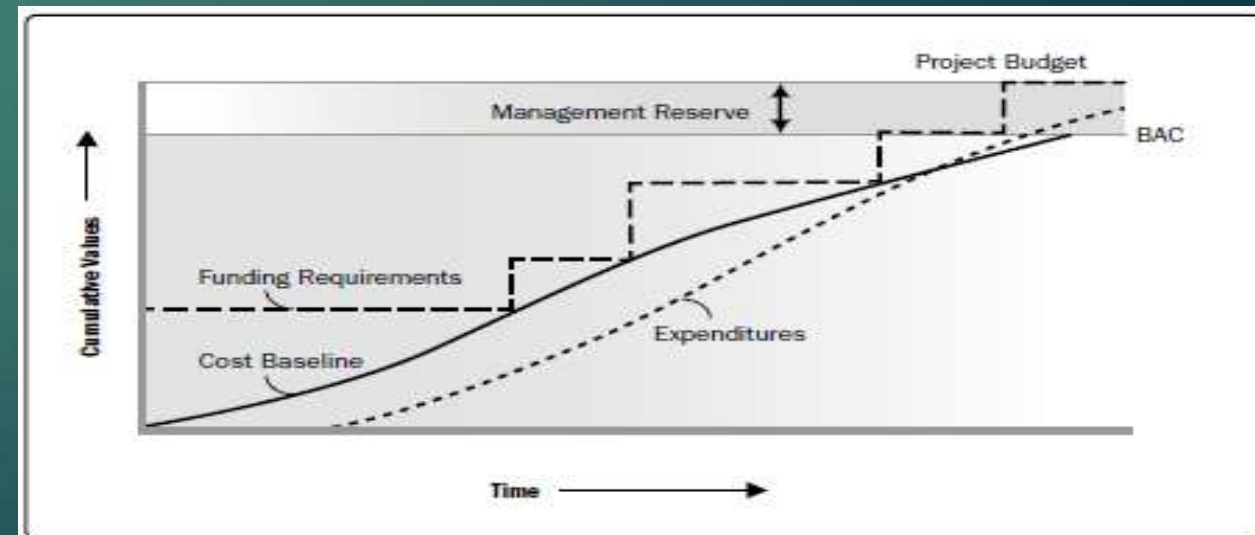 Project Budget
Management Reserve
BAC
Cumulative Values
Funding Requirements
Expenditures
Cost Baseline
Time